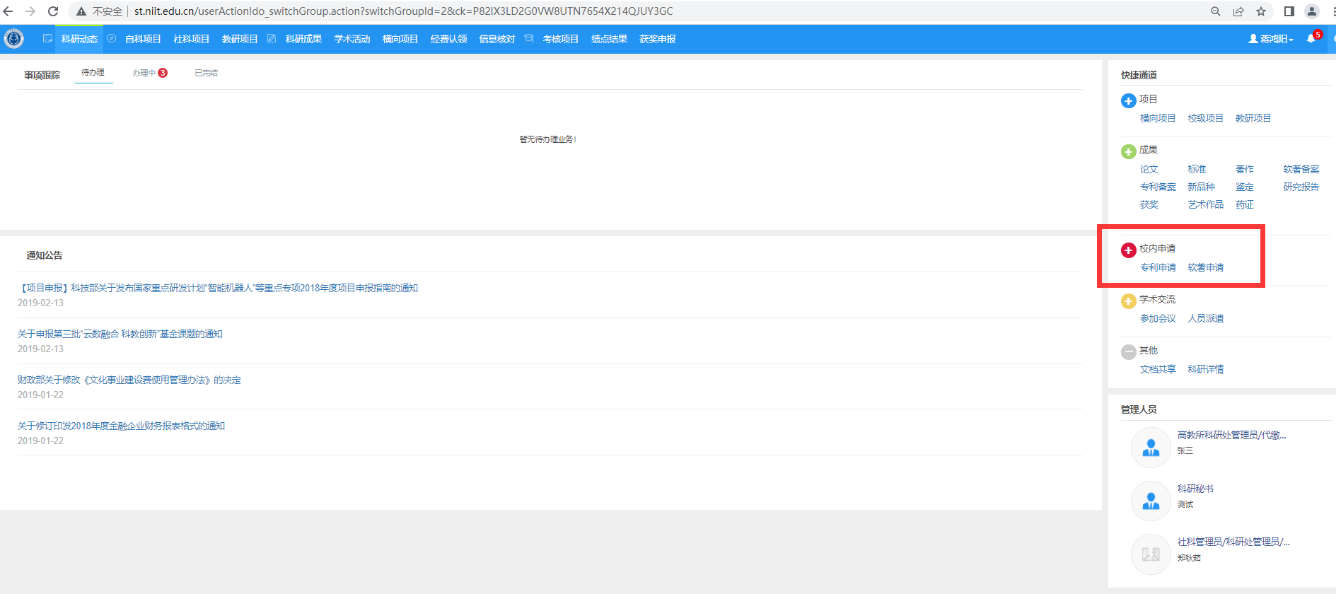 不安全 | st.niit.edu.cn/userAction!do_switchGroup.action?switchGroupId=2&ck=P82IX3LD2G0VW8UTN7654X214QJUY3GC
科研动态 自科项目 社科项目 教研项目 科研成果 学术活动 横向项目 经费认领 信息核对 考核项目 绩点结果 获奖申报 蒋鸿阳 5
事项跟踪 待办理 办理中 3 已完结
暂无待办理业务!
通知公告
【项目申报】科技部关于发布国家重点研发计划“智能机器人”等重点专项2018年度项目申报指南的通知
2019-02-13
关于申报第三批“云数融合 科教创新”基金课题的通知
2019-02-13
财政部关于修改《文化事业建设费使用管理办法》的决定
2019-01-22
关于修订印发2018年度金融企业财务报表格式的通知
2019-01-22
快捷通道
项目
横向项目 校级项目 教研项目
成果
论文 标准 著作 软著备案
专利备案 新品种 鉴定 研究报告
获奖 艺术作品 药证
校内申请
专利申请 软著申请
学术交流
参加会议 人员派遣
其他
文档共享 科研详情
管理人员
高教所科研处管理员/代缴...
张三
科研秘书
测试
社科管理员/科研处管理员/...
郑秋茹